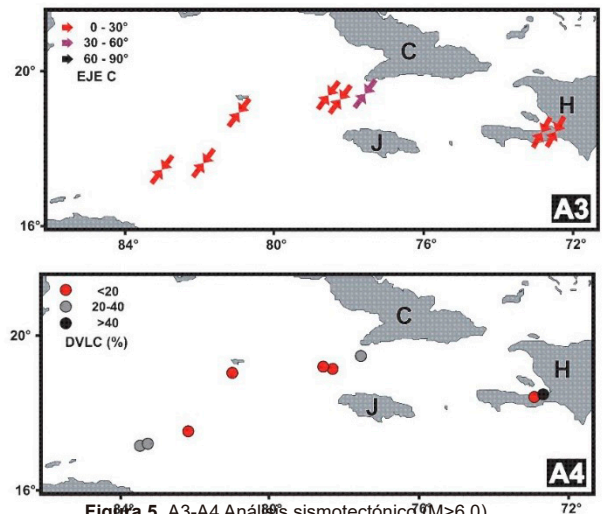 0 - 30°
30 - 60°
60 - 90°
EJE C
20°
C
H
J
16°
A3
84° 80° 76° 72°
<20
20-40
>40
DVLC (%)
20°
C
H
J
A4
16°
72°
Figura 5. A3-A4 Análisis sismotectónico (M>6,0)